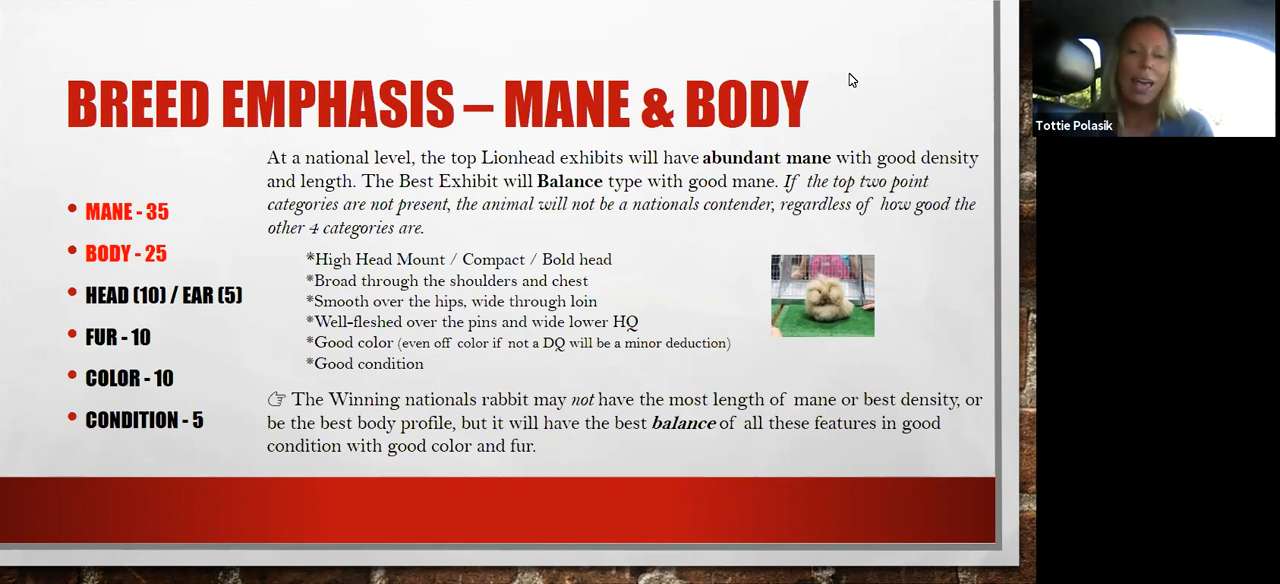 BREED EMPHASIS – MANE & BODY
• MANE - 35
• BODY - 25
• HEAD (10) / EAR (5)
• FUR - 10
• COLOR - 10
• CONDITION - 5
At a national level, the top Lionhead exhibits will have abundant mane with good density
and length. The Best Exhibit will Balance type with good mane. If the top two point
categories are not present, the animal will not be a nationals contender, regardless of how good the
other 4 categories are.
*High Head Mount / Compact / Bold head
*Broad through the shoulders and chest
*Smooth over the hips, wide through loin
*Well-fleshed over the pins and wide lower HQ
*Good color (even off color if not a DQ will be a minor deduction)
*Good condition
☞ The Winning nationals rabbit may not have the most length of mane or best density, or
be the best body profile, but it will have the best balance of all these features in good
condition with good color and fur.
Tottie Polasik